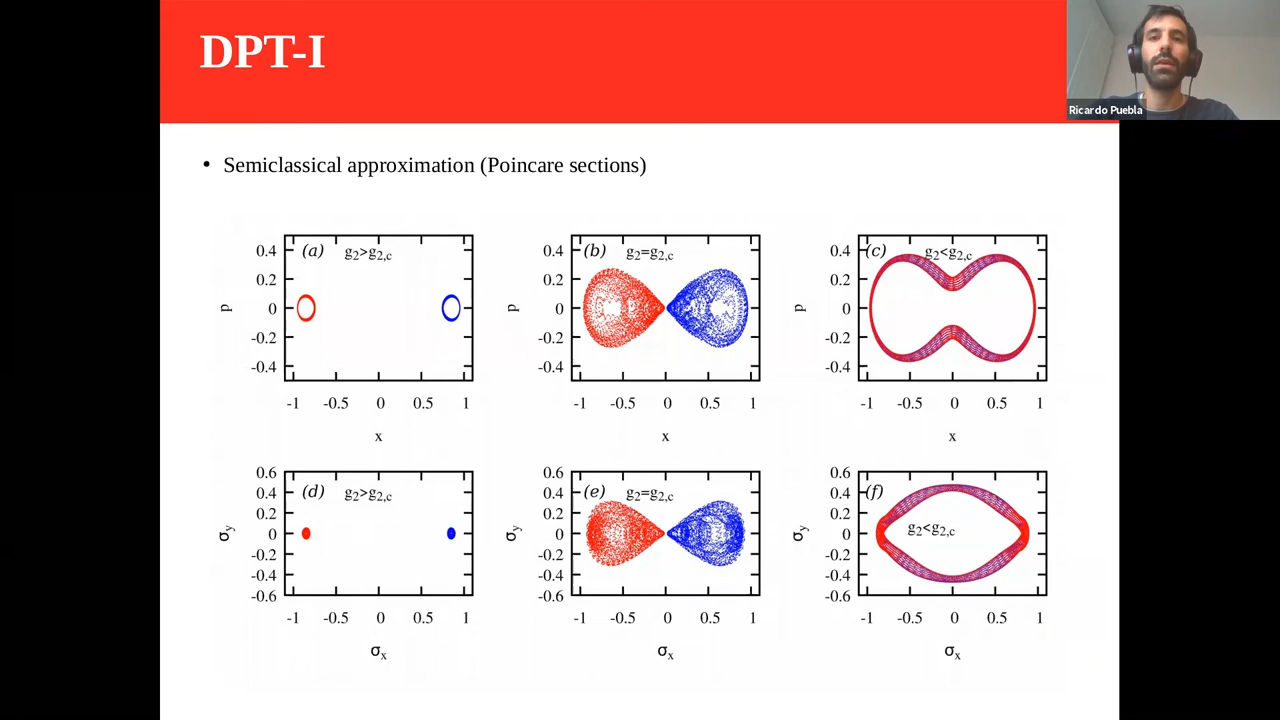 DPT-I
Ricardo Puebla
• Semiclassical approximation (Poincare sections)
(a) g2>g2,c
0.4
0.2
0
-0.2
-0.4
p
-1 -0.5 0 0.5 1
x
(b) g2=g2,c
0.4
0.2
0
-0.2
-0.4
p
-1 -0.5 0 0.5 1
x
(c) g2<g2,c
0.4
0.2
0
-0.2
-0.4
p
-1 -0.5 0 0.5 1
x
(d) g2>g2,c
0.6
0.4
0.2
0
-0.2
-0.4
-0.6
σy
-1 -0.5 0 0.5 1
σx
(e) g2=g2,c
0.6
0.4
0.2
0
-0.2
-0.4
-0.6
σy
-1 -0.5 0 0.5 1
σx
(f)
g2<g2,c
0.6
0.4
0.2
0
-0.2
-0.4
-0.6
σy
-1 -0.5 0 0.5 1
σx